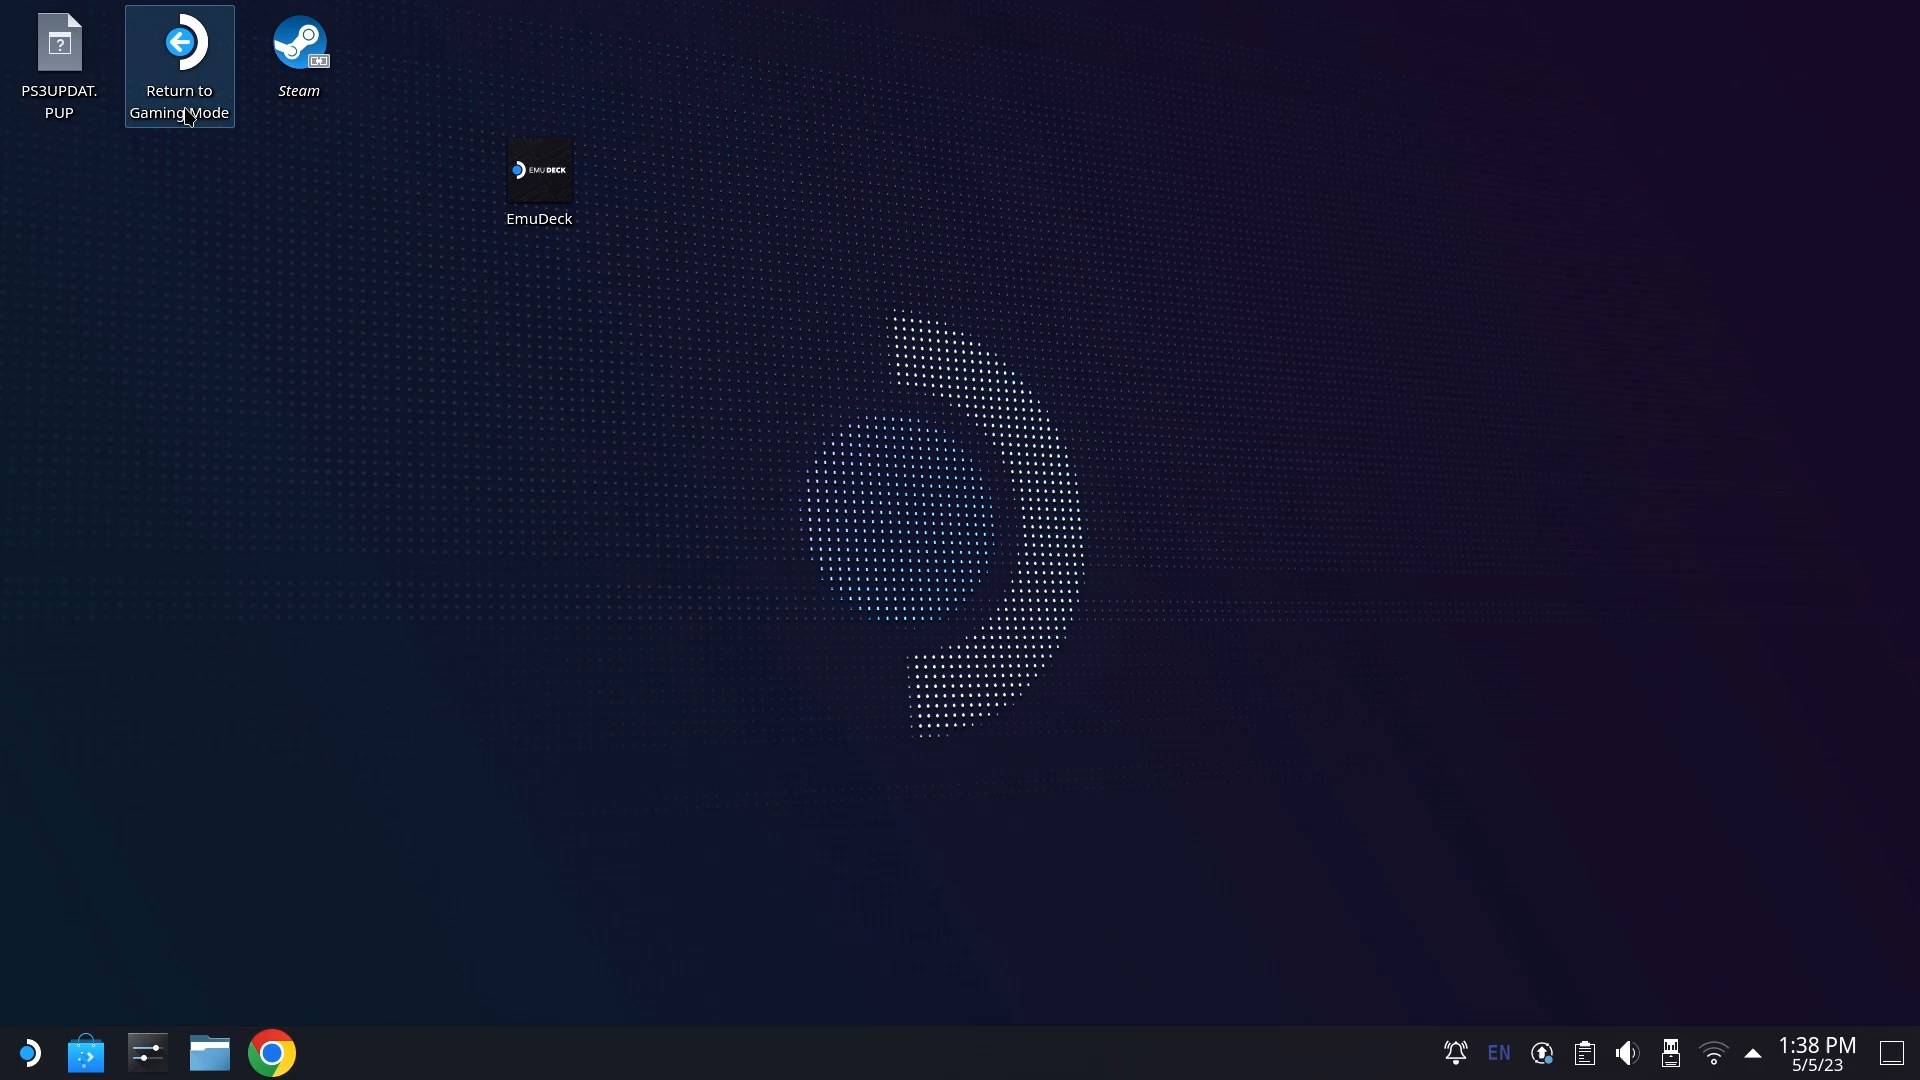 PS3UPDAT.
PUP
Return to
Gaming Mode
Steam
EMUDECK
EmuDeck
EN
1:38 PM
5/5/23